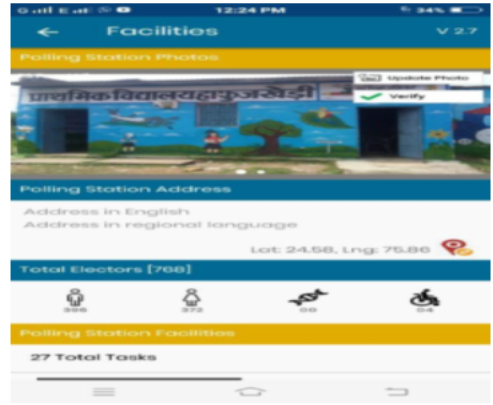 12:24 PM
34%
Facilities
V 2.7
Polling Station Photos
Update Photo
Verify
Polling Station Address
Address in English
Address in regional language
Lat: 24.58, Lng: 75.86
Total Electors [768]
396 372 00 04
Polling Station Facilities
27 Total Tasks